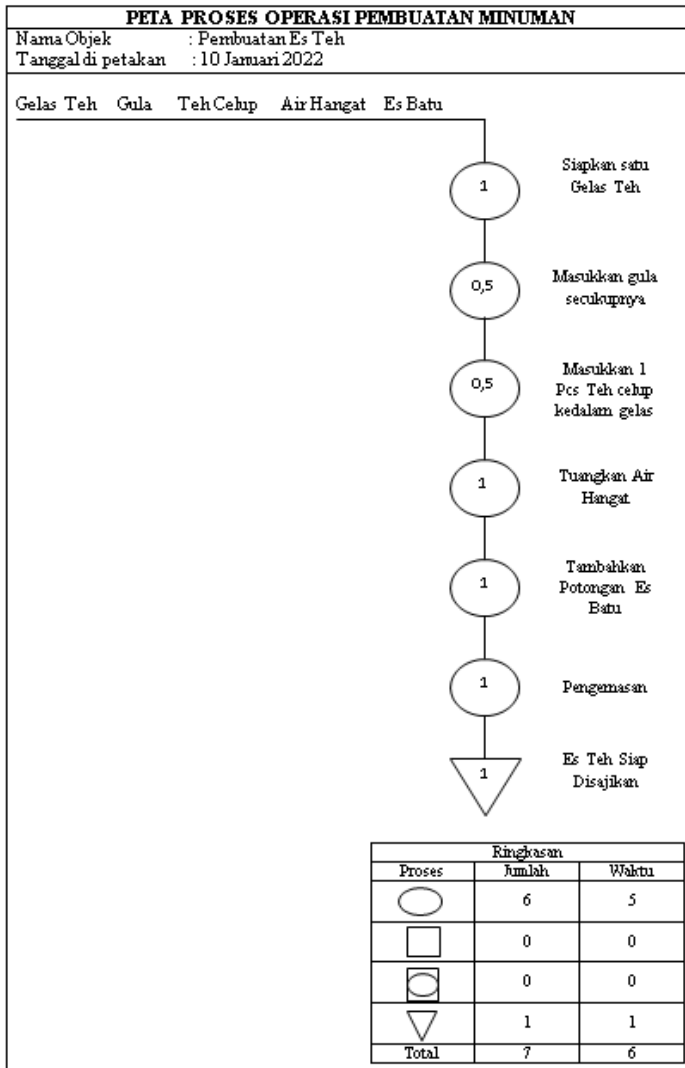 PETA PROSES OPERASI PEMBUATAN MINUMAN
Nama Objek : Pembuatan Es Teh
Tanggal di petakan : 10 Januari 2022
Gelas Teh Gula Teh Celup Air Hangat Es Batu
1
Siapkan satu
Gelas Teh
0,5
Masukkan gula
secukupnya
0,5
Masukkan 1
Pcs Teh celup
kedalam gelas
1
Tuangkan Air
Hangat
1
Tambahkan
Potongan Es
Batu
1
Pengemasan
1
Es Teh Siap
Disajikan
Ringkasan
Proses Jumlah Waktu
6 5
0 0
0 0
1 1
Total 7 6